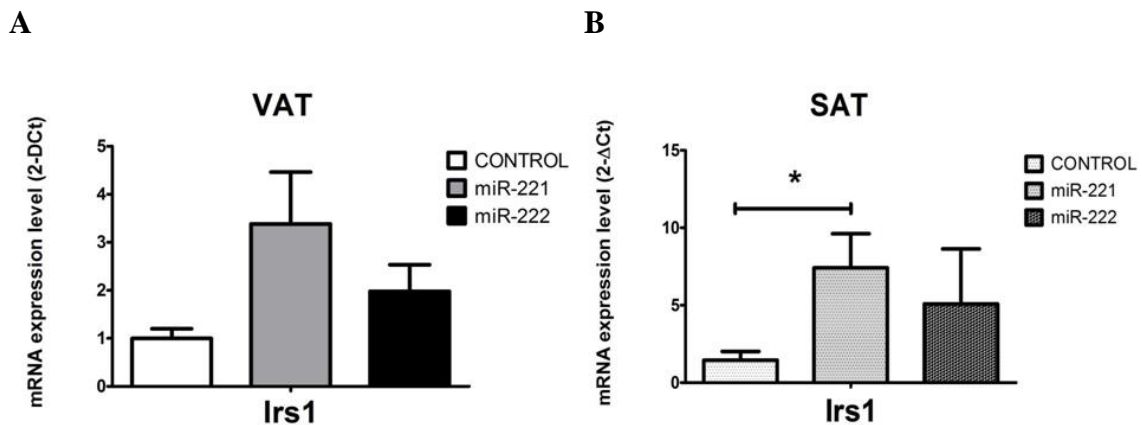 A
B
VAT
SAT
mRNA expression level (2-DCt)
5
4
3
2
1
0
CONTROL
miR-221
miR-222
Irs1
mRNA expression level (2-ΔCt)
15
10
5
0
*
CONTROL
miR-221
miR-222
Irs1